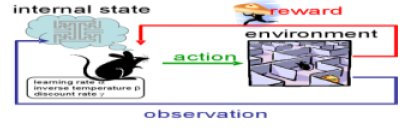 internal state
reward
environment
action
learning rate α
inverse temperature β
discount rate γ
observation